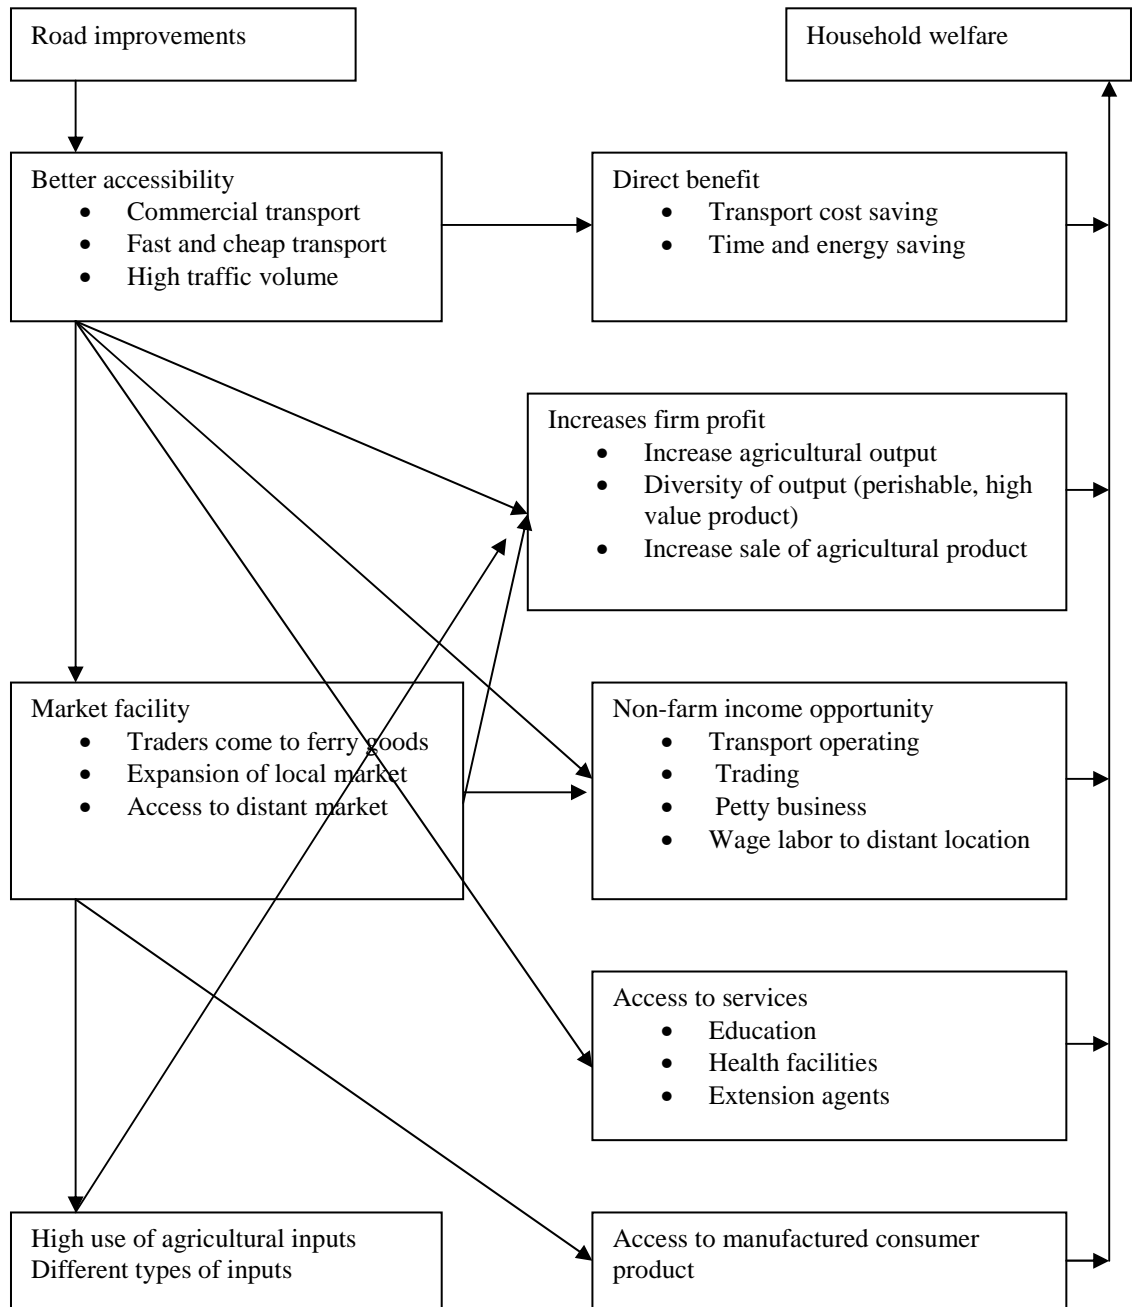 Road improvements
Household welfare
Better accessibility
• Commercial transport
• Fast and cheap transport
• High traffic volume
Direct benefit
• Transport cost saving
• Time and energy saving
Increases firm profit
• Increase agricultural output
• Diversity of output (perishable, high
value product)
• Increase sale of agricultural product
Market facility
• Traders come to ferry goods
• Expansion of local market
• Access to distant market
Non-farm income opportunity
• Transport operating
• Trading
• Petty business
• Wage labor to distant location
Access to services
• Education
• Health facilities
• Extension agents
High use of agricultural inputs
Different types of inputs
Access to manufactured consumer
product